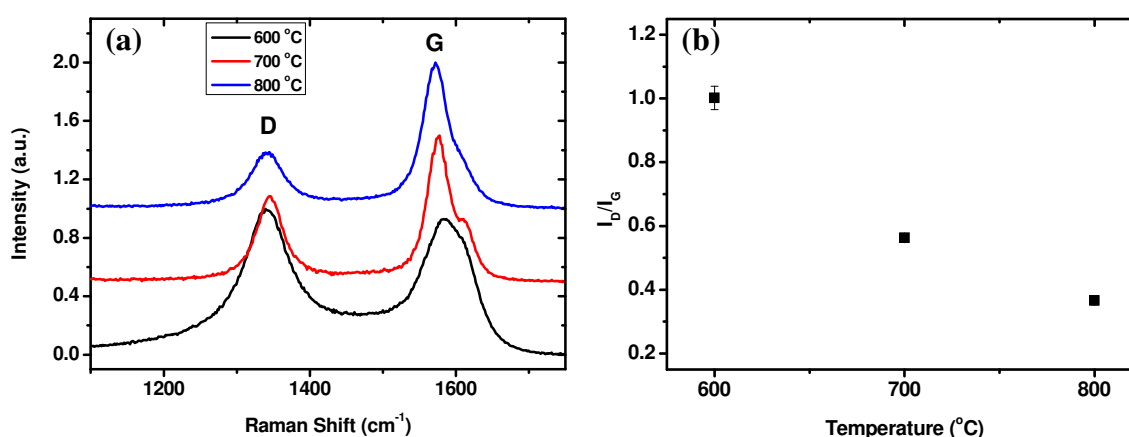 (a)
600 °C
700 °C
800 °C
D
G
Intensity (a.u.)
2.0
1.6
1.2
0.8
0.4
0.0
1200 1400 1600
Raman Shift (cm⁻¹)
(b)
I_D/I_G
1.2
1.0
0.8
0.6
0.4
0.2
600 700 800
Temperature (°C)